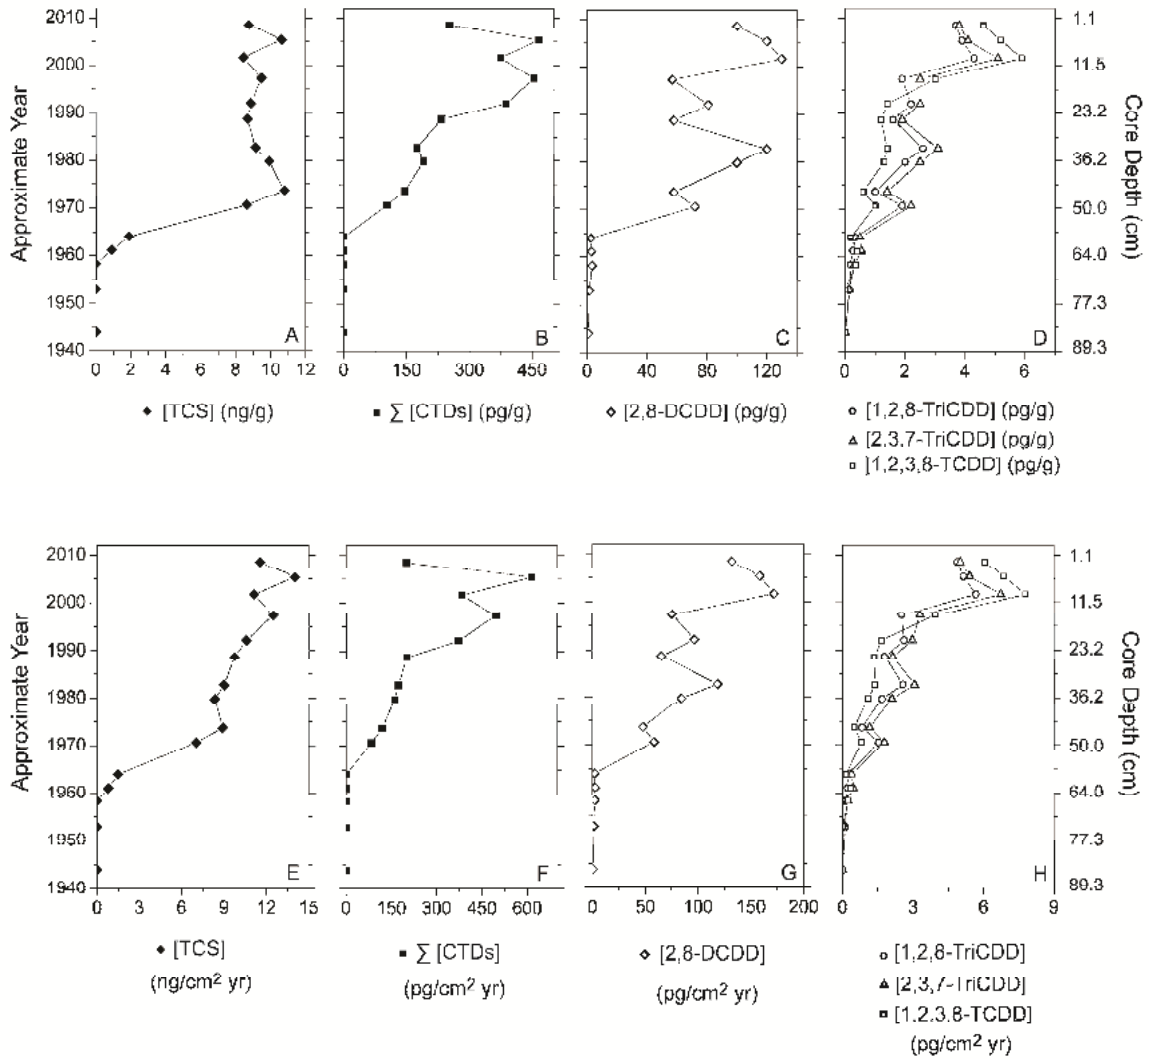 2010
2000
1990
1980
1970
1960
1950
1940
Approximate Year
0 2 4 6 8 10 12
A
◆ [TCS] (ng/g)
0 150 300 450
B
■ ∑ [CTDs] (pg/g)
0 40 80 120
C
◇ [2,8-DCDD] (pg/g)
0 2 4 6
D
○ [1,2,8-TriCDD] (pg/g)
△ [2,3,7-TriCDD] (pg/g)
□ [1,2,3,8-TCDD] (pg/g)
1.1
11.5
23.2
36.2
50.0
64.0
77.3
89.3
Core Depth (cm)
2010
2000
1990
1980
1970
1960
1950
1940
Approximate Year
0 3 6 9 12 15
E
◆ [TCS]
(ng/cm² yr)
0 150 300 450 600
F
■ ∑ [CTDs]
(pg/cm² yr)
0 50 100 150 200
G
◇ [2,8-DCDD]
(pg/cm² yr)
0 3 6 9
H
○ [1,2,8-TriCDD]
△ [2,3,7-TriCDD]
□ [1,2,3,8-TCDD]
(pg/cm² yr)
1.1
11.5
23.2
36.2
50.0
64.0
77.3
89.3
Core Depth (cm)